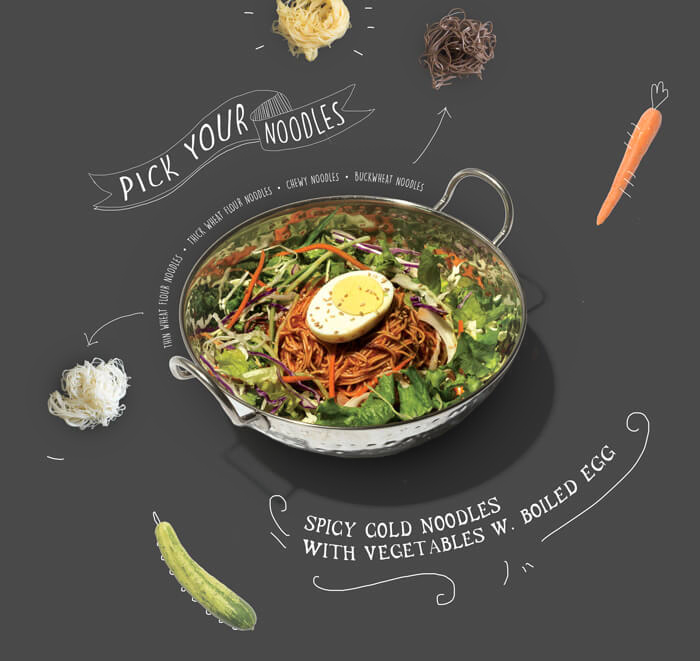 PICK YOUR NOODLES
THIN WHEAT FLOUR NOODLES • THICK WHEAT FLOUR NOODLES • CHEWY NOODLES • BUCKWHEAT NOODLES
SPICY COLD NOODLES
WITH VEGETABLES W. BOILED EGG